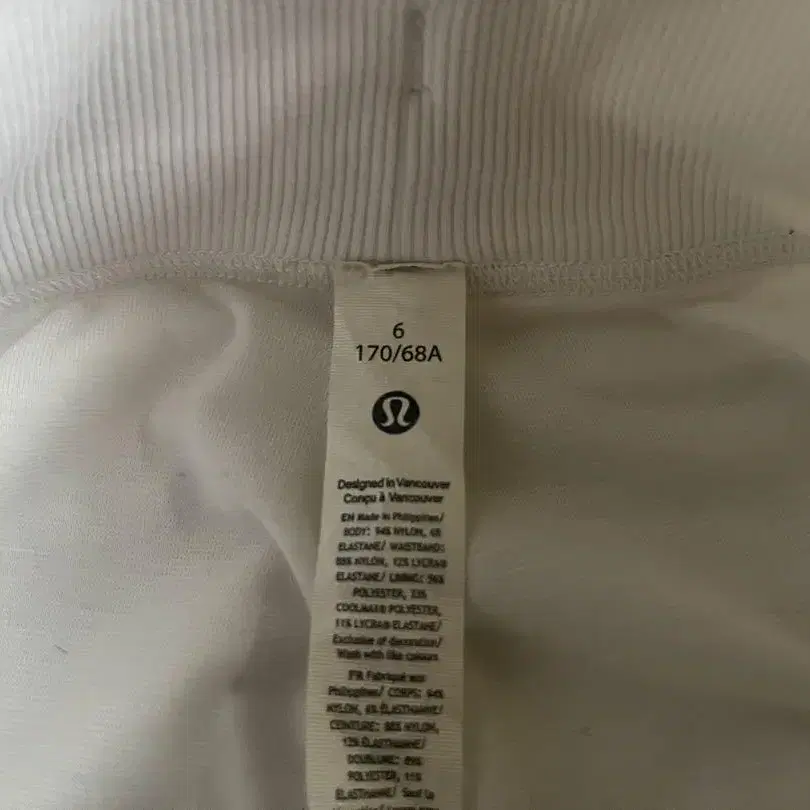 6
170/68A
Designed in Vancouver
Conçu à Vancouver
EN Made in Philippines/
BODY: 94% NYLON, 6%
ELASTANE/ WAISTBAND:
88% NYLON, 12% LYCRA®
ELASTANE/ LINING: 56%
POLYESTER, 33%
COOLMAX® POLYESTER,
11% LYCRA® ELASTANE/
Exclusive of decoration/
Wash with like colours
FR Fabriqué aux
Philippines/ CORPS: 94%
NYLON, 6% ÉLASTHANNE/
CEINTURE: 88% NYLON,
12% ÉLASTHANNE/
DOUBLURE: 89%
POLYESTER, 11%
ÉLASTHANNE/ Sauf la